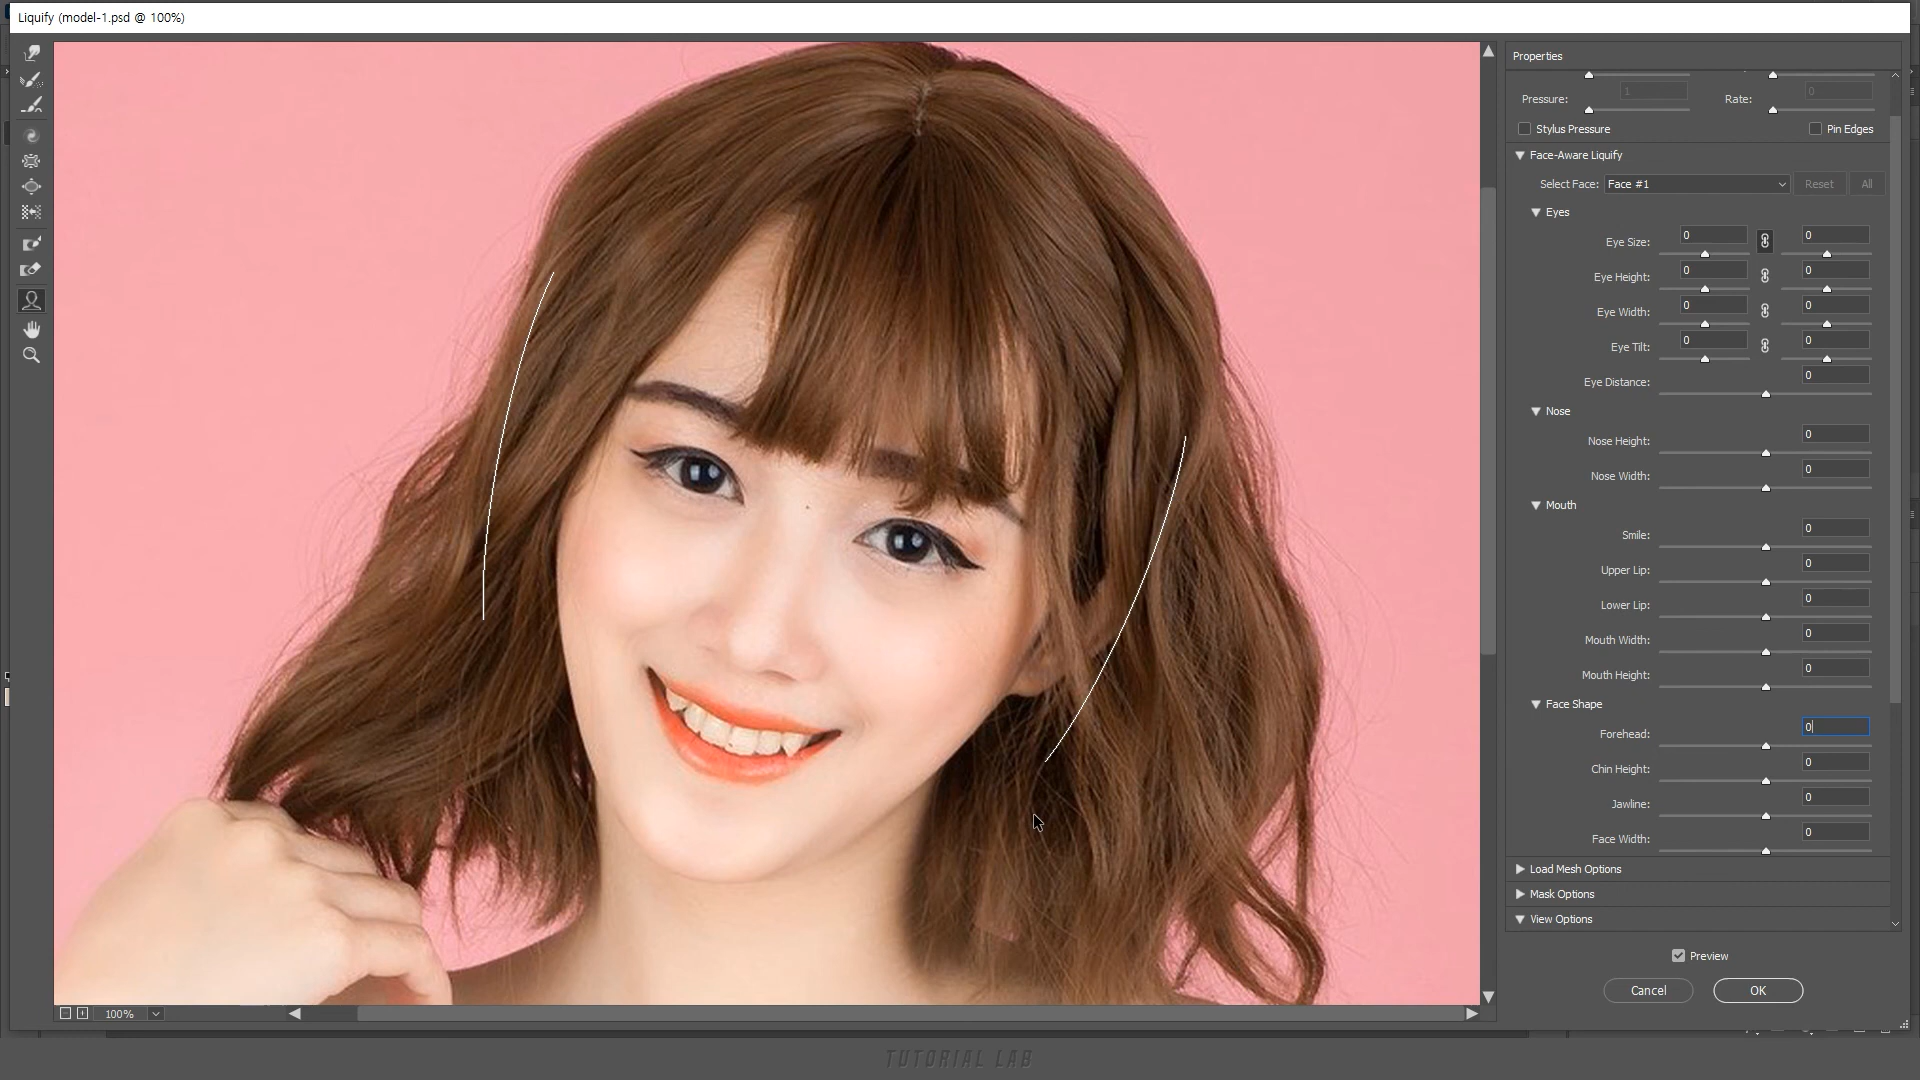 Liquify (model-1.psd @ 100%)
Properties
Pressure: 1 Rate: 0
Stylus Pressure Pin Edges
Face-Aware Liquify
Select Face: Face #1 Reset All
Eyes
Eye Size: 0 0
Eye Height: 0 0
Eye Width: 0 0
Eye Tilt: 0 0
Eye Distance: 0
Nose
Nose Height: 0
Nose Width: 0
Mouth
Smile: 0
Upper Lip: 0
Lower Lip: 0
Mouth Width: 0
Mouth Height: 0
Face Shape
Forehead: 0
Chin Height: 0
Jawline: 0
Face Width: 0
Load Mesh Options
Mask Options
View Options
Preview
Cancel OK
100%
TUTORIAL LAB